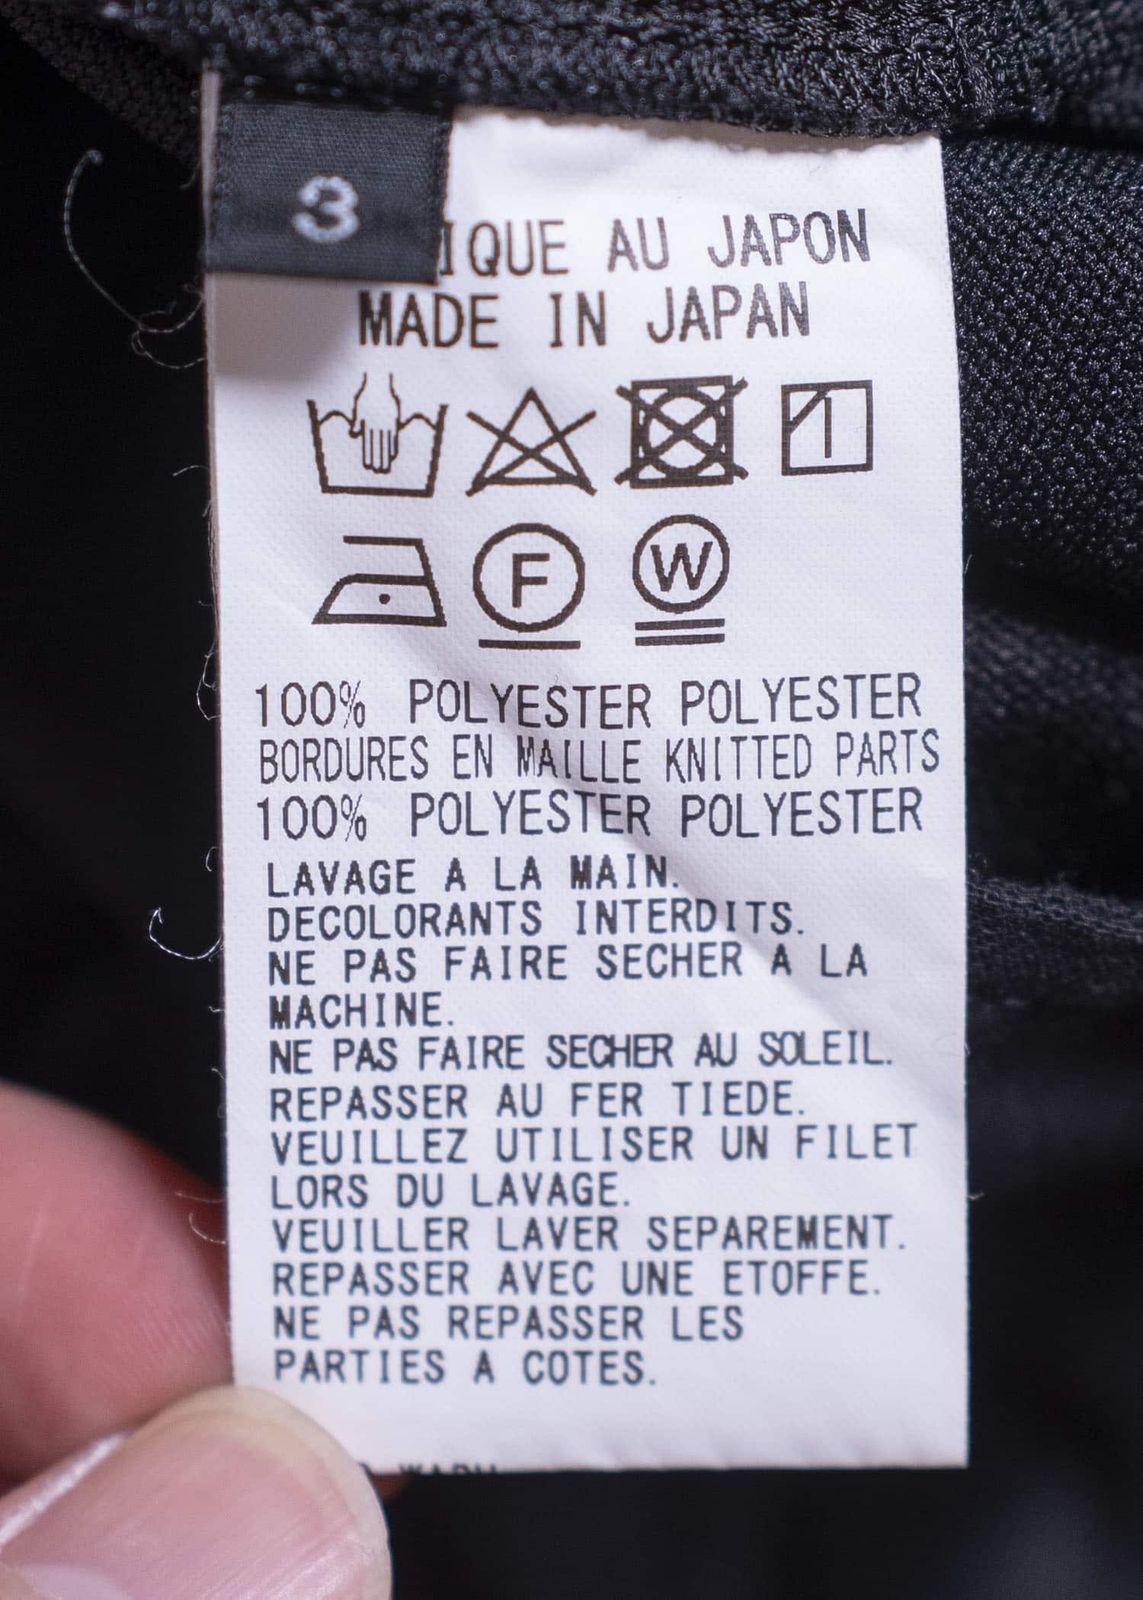 3
IQUE AU JAPON
MADE IN JAPAN
F
W
100% POLYESTER POLYESTER
BORDURES EN MAILLE KNITTED PARTS
100% POLYESTER POLYESTER
LAVAGE A LA MAIN.
DECOLORANTS INTERDITS.
NE PAS FAIRE SECHER A LA
MACHINE.
NE PAS FAIRE SECHER AU SOLEIL.
REPASSER AU FER TIEDE.
VEUILLEZ UTILISER UN FILET
LORS DU LAVAGE.
VEUILLER LAVER SEPAREMENT.
REPASSER AVEC UNE ETOFFE.
NE PAS REPASSER LES
PARTIES A COTES.